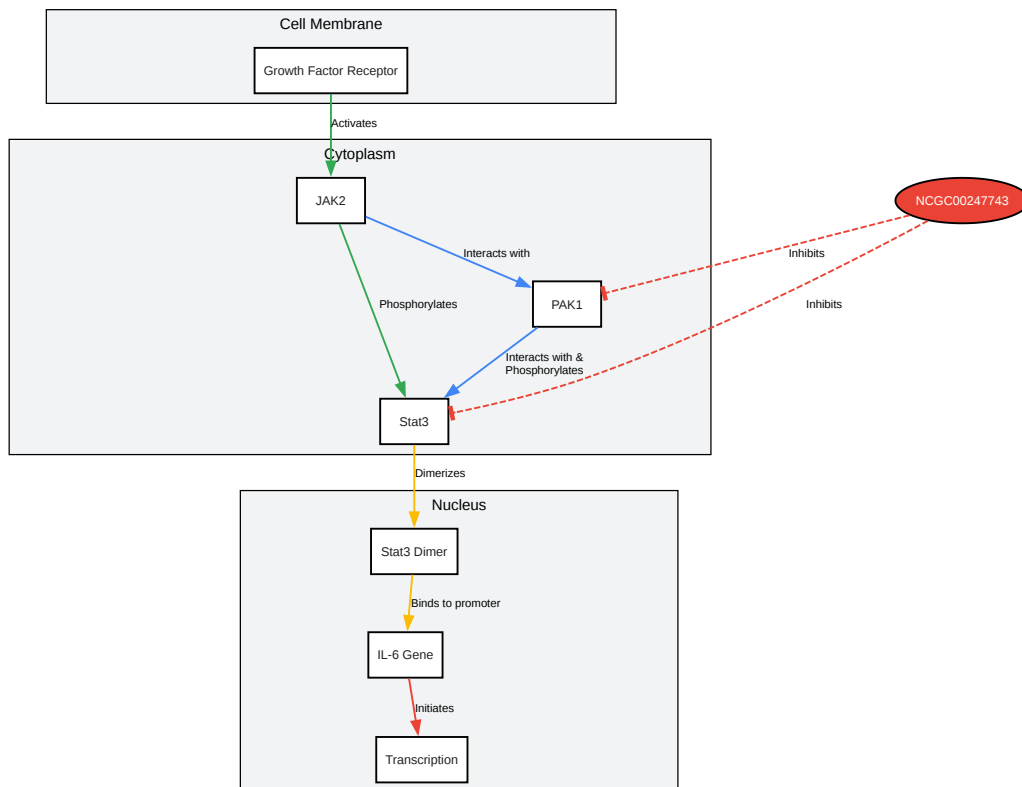 Cell Membrane
Growth Factor Receptor
Activates
Cytoplasm
JAK2
NCGC00247743
Interacts with
Inhibits
Phosphorylates
PAK1
Inhibits
Interacts with &
Phosphorylates
Stat3
Dimerizes
Nucleus
Stat3 Dimer
Binds to promoter
IL-6 Gene
Initiates
Transcription